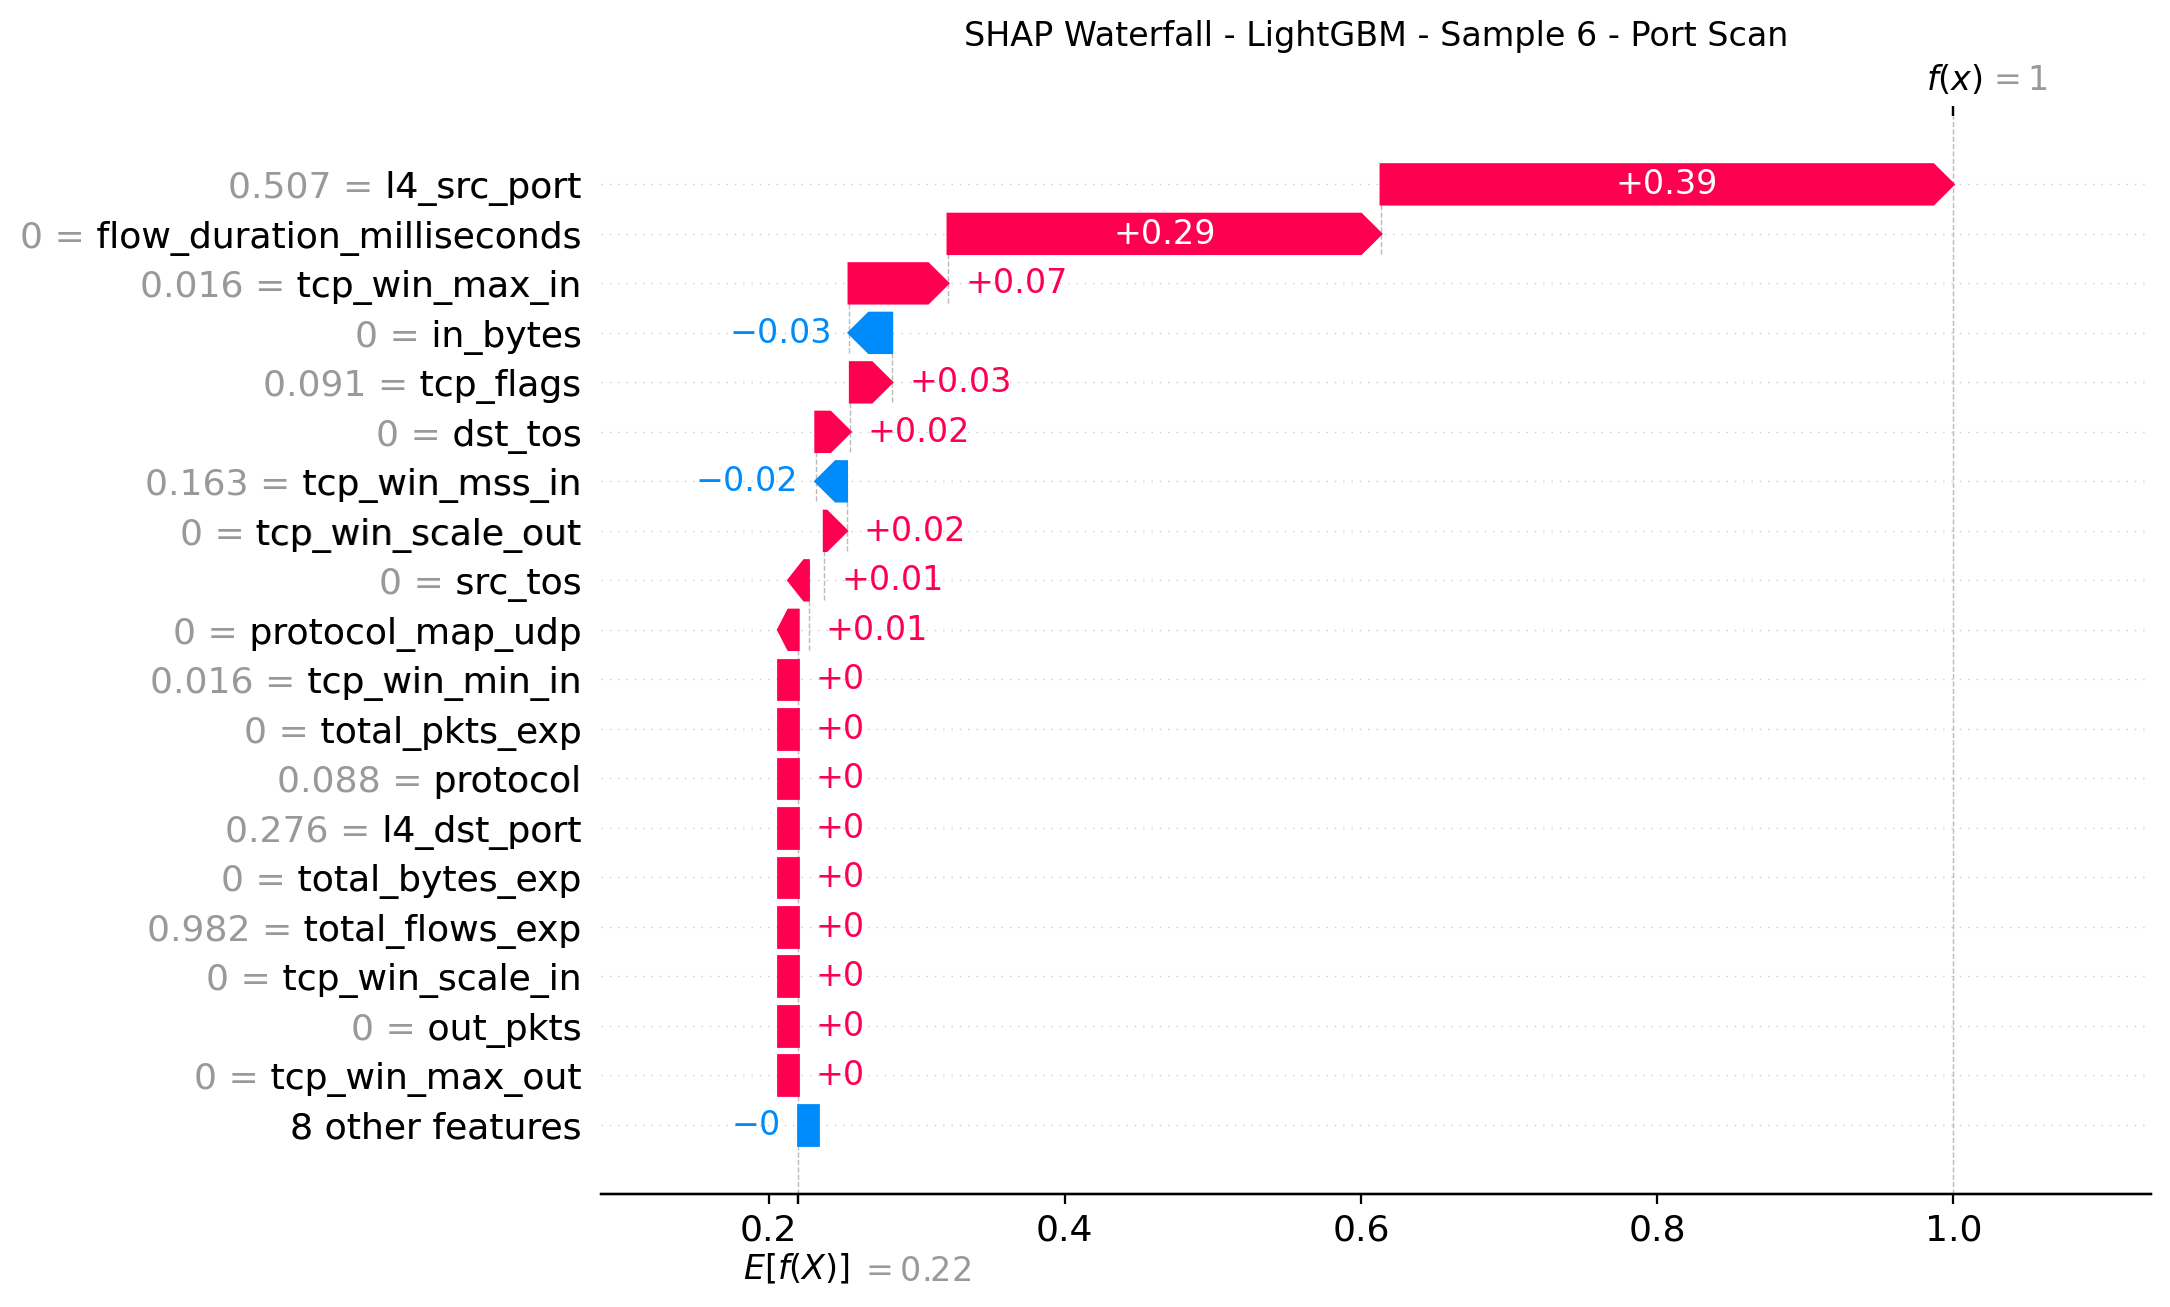 SHAP Waterfall - LightGBM - Sample 6 - Port Scan
f(x) = 1
0.507 = l4_src_port +0.39
0 = flow_duration_milliseconds +0.29
0.016 = tcp_win_max_in +0.07
0 = in_bytes −0.03
0.091 = tcp_flags +0.03
0 = dst_tos +0.02
0.163 = tcp_win_mss_in −0.02
0 = tcp_win_scale_out +0.02
0 = src_tos +0.01
0 = protocol_map_udp +0.01
0.016 = tcp_win_min_in +0
0 = total_pkts_exp +0
0.088 = protocol +0
0.276 = l4_dst_port +0
0 = total_bytes_exp +0
0.982 = total_flows_exp +0
0 = tcp_win_scale_in +0
0 = out_pkts +0
0 = tcp_win_max_out +0
8 other features −0
0.2 0.4 0.6 0.8 1.0
E[f(X)] = 0.22